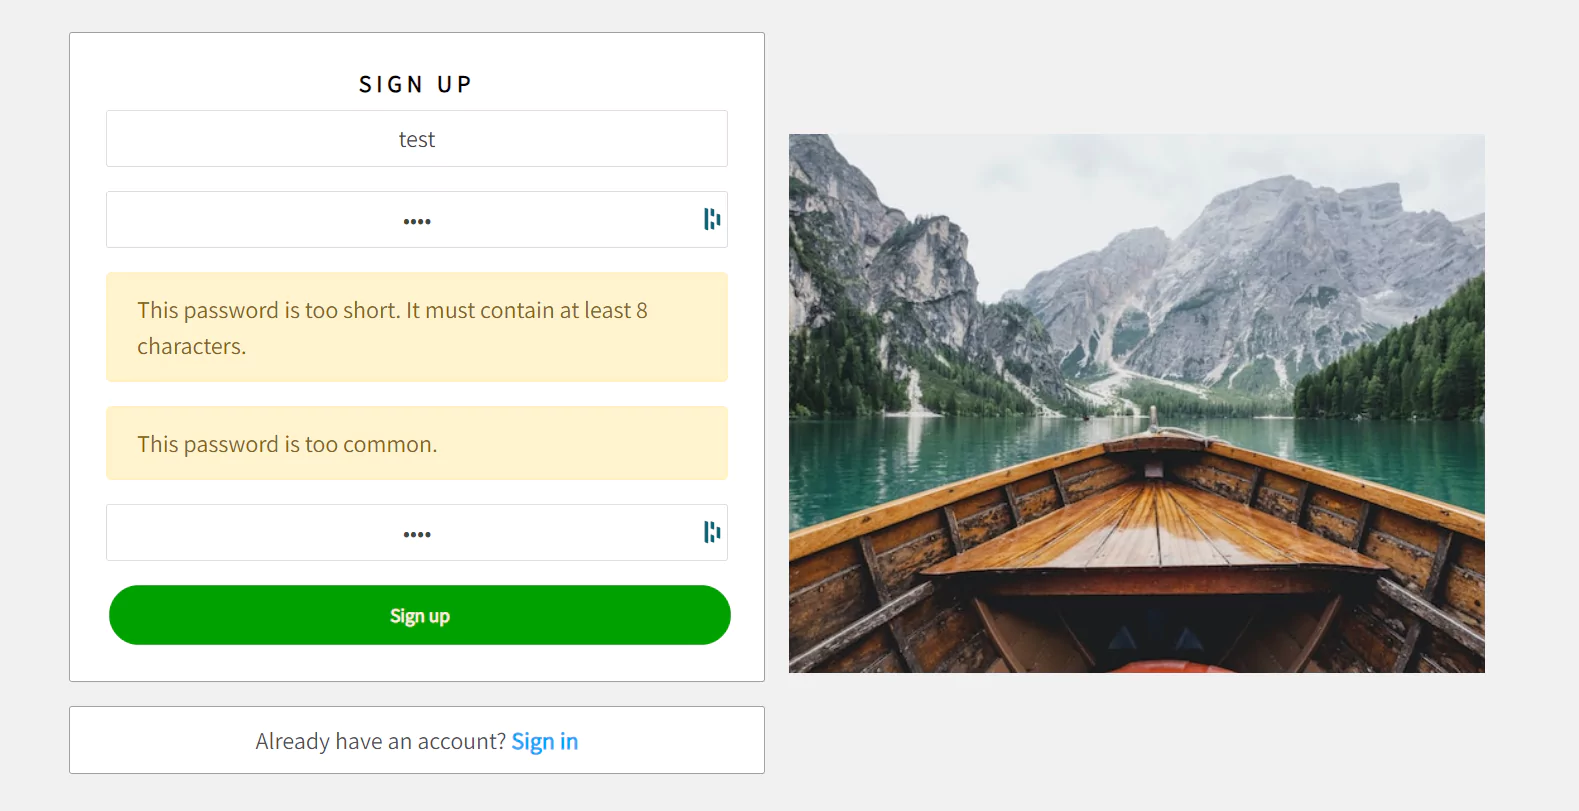 SIGN UP
test
••••
This password is too short. It must contain at least 8
characters.
This password is too common.
••••
Sign up
Already have an account? Sign in